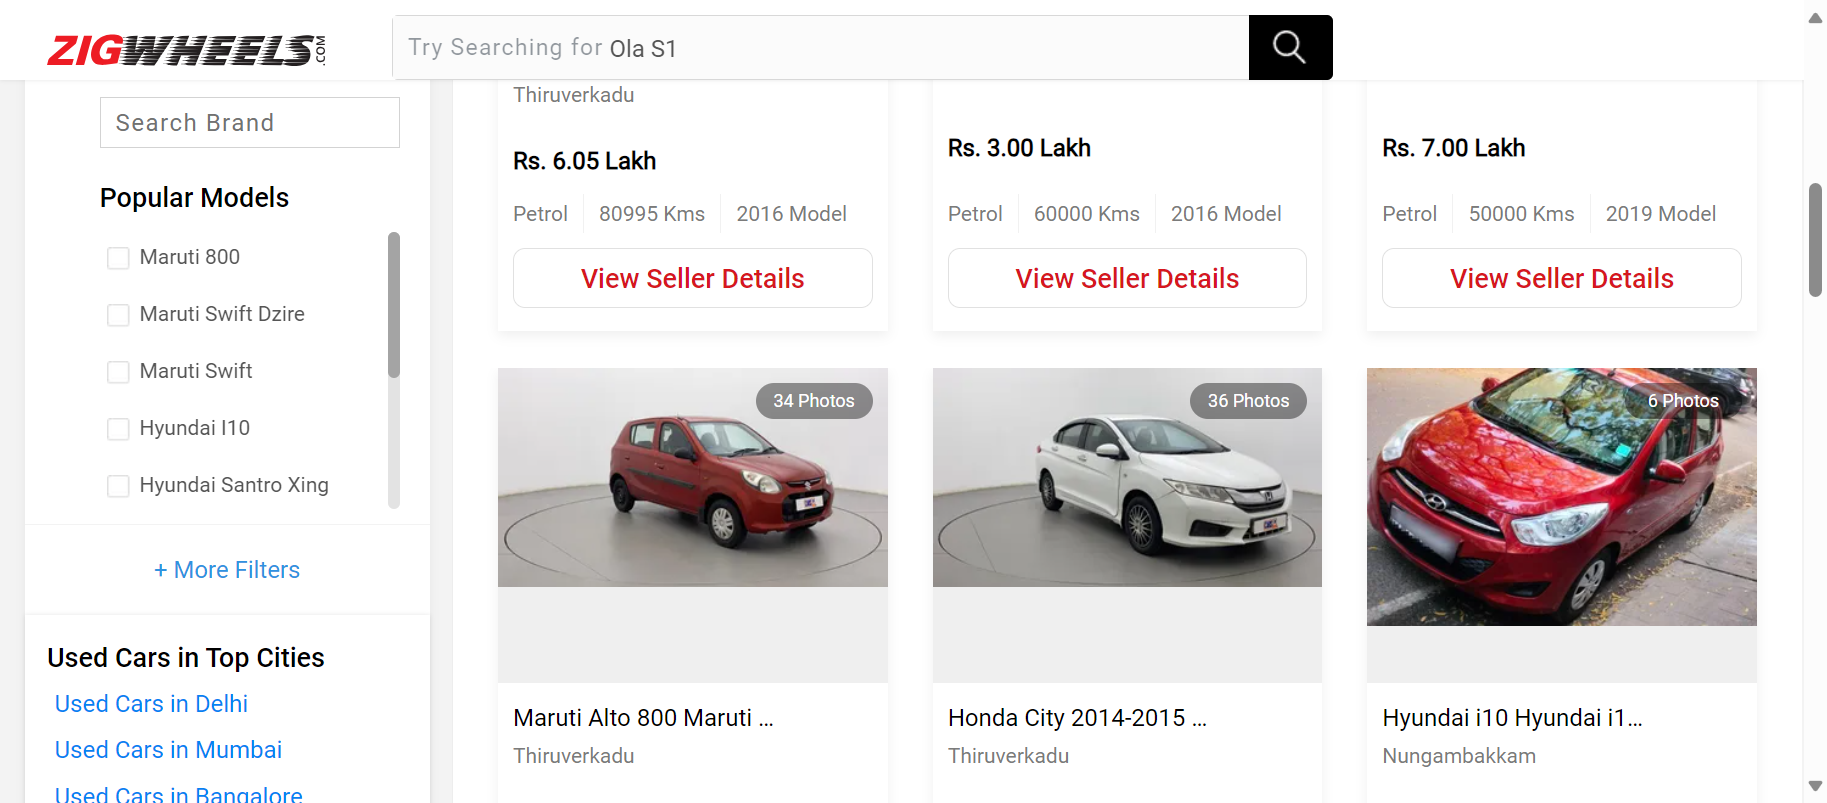 ZIGWHEELS.COM
Try Searching for Ola S1
Search Brand
Popular Models
Maruti 800
Maruti Swift Dzire
Maruti Swift
Hyundai I10
Hyundai Santro Xing
+ More Filters
Used Cars in Top Cities
Used Cars in Delhi
Used Cars in Mumbai
Used Cars in Bangalore
Thiruverkadu
Rs. 6.05 Lakh
Petrol 80995 Kms 2016 Model
View Seller Details
Rs. 3.00 Lakh
Petrol 60000 Kms 2016 Model
View Seller Details
Rs. 7.00 Lakh
Petrol 50000 Kms 2019 Model
View Seller Details
34 Photos
Maruti Alto 800 Maruti ...
Thiruverkadu
36 Photos
Honda City 2014-2015 ...
Thiruverkadu
6 Photos
Hyundai i10 Hyundai i1...
Nungambakkam